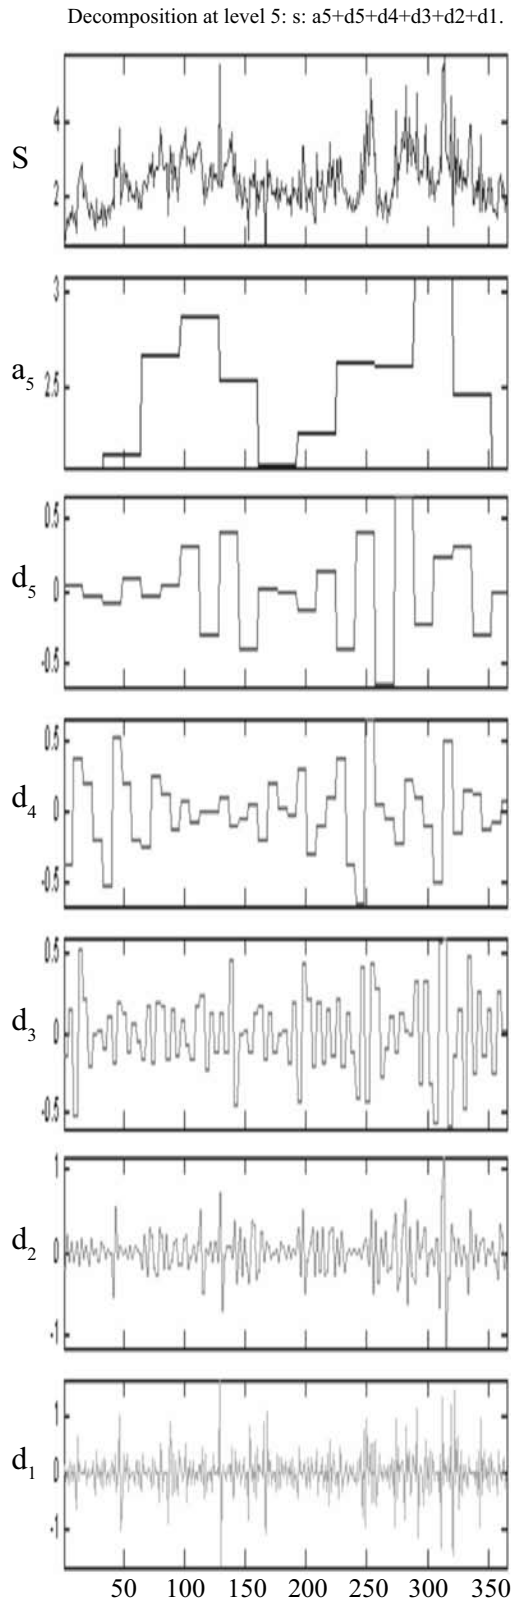 Decomposition at level 5: s: a5+d5+d4+d3+d2+d1.
4
S
2
3
a5 2.5
0.5
d5 0
-0.5
0.5
d4 0
-0.5
0.5
d3 0
-0.5
1
d2 0
-1
1
d1 0
-1
50 100 150 200 250 300 350